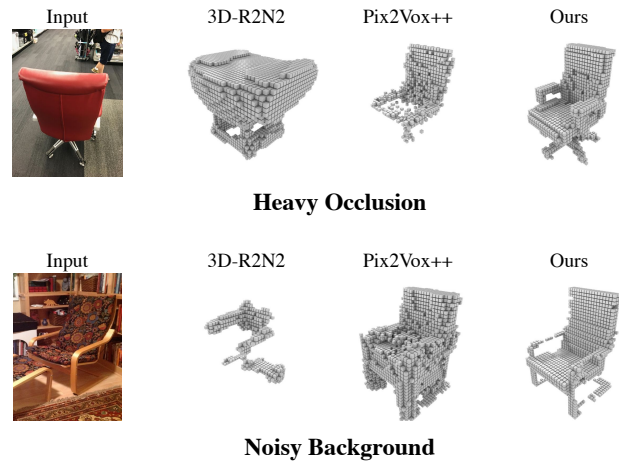 Input 3D-R2N2 Pix2Vox++ Ours
Heavy Occlusion
Input 3D-R2N2 Pix2Vox++ Ours
Noisy Background